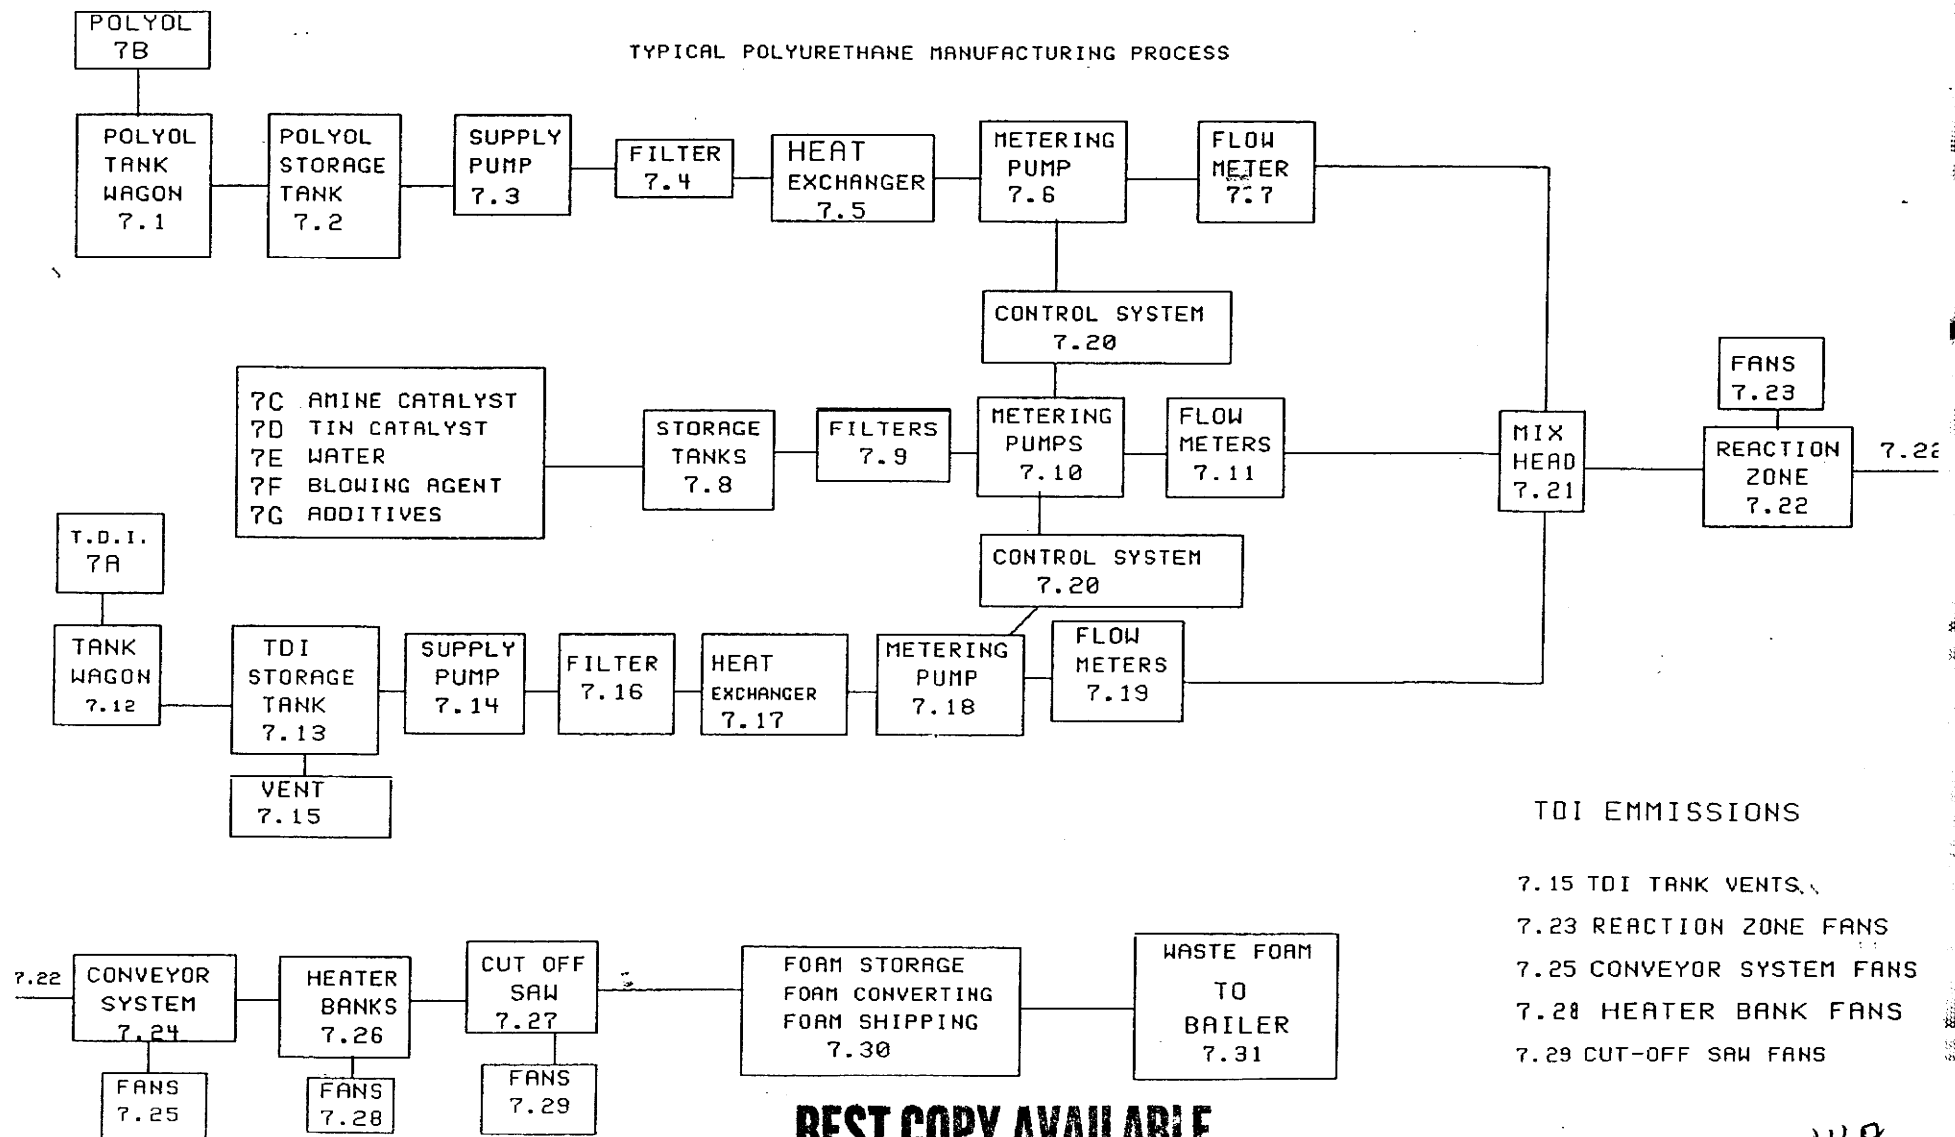 POLYOL
7B
TYPICAL POLYURETHANE MANUFACTURING PROCESS
POLYOL
TANK
WAGON
7.1
POLYOL
STORAGE
TANK
7.2
SUPPLY
PUMP
7.3
FILTER
7.4
HEAT
EXCHANGER
7.5
METERING
PUMP
7.6
FLOW
METER
7.7
CONTROL SYSTEM
7.20
7C AMINE CATALYST
7D TIN CATALYST
7E WATER
7F BLOWING AGENT
7G ADDITIVES
STORAGE
TANKS
7.8
FILTERS
7.9
METERING
PUMPS
7.10
FLOW
METERS
7.11
MIX
HEAD
7.21
FANS
7.23
REACTION
ZONE
7.22
7.22
T.D.I.
7A
CONTROL SYSTEM
7.20
TANK
WAGON
7.12
TDI
STORAGE
TANK
7.13
SUPPLY
PUMP
7.14
FILTER
7.16
HEAT
EXCHANGER
7.17
METERING
PUMP
7.18
FLOW
METERS
7.19
VENT
7.15
TDI EMMISSIONS
7.15 TDI TANK VENTS
7.23 REACTION ZONE FANS
7.25 CONVEYOR SYSTEM FANS
7.28 HEATER BANK FANS
7.29 CUT-OFF SAW FANS
7.22
CONVEYOR
SYSTEM
7.24
HEATER
BANKS
7.26
CUT OFF
SAW
7.27
FOAM STORAGE
FOAM CONVERTING
FOAM SHIPPING
7.30
WASTE FOAM
TO
BAILER
7.31
FANS
7.25
FANS
7.28
FANS
7.29
BEST COPY AVAILABLE